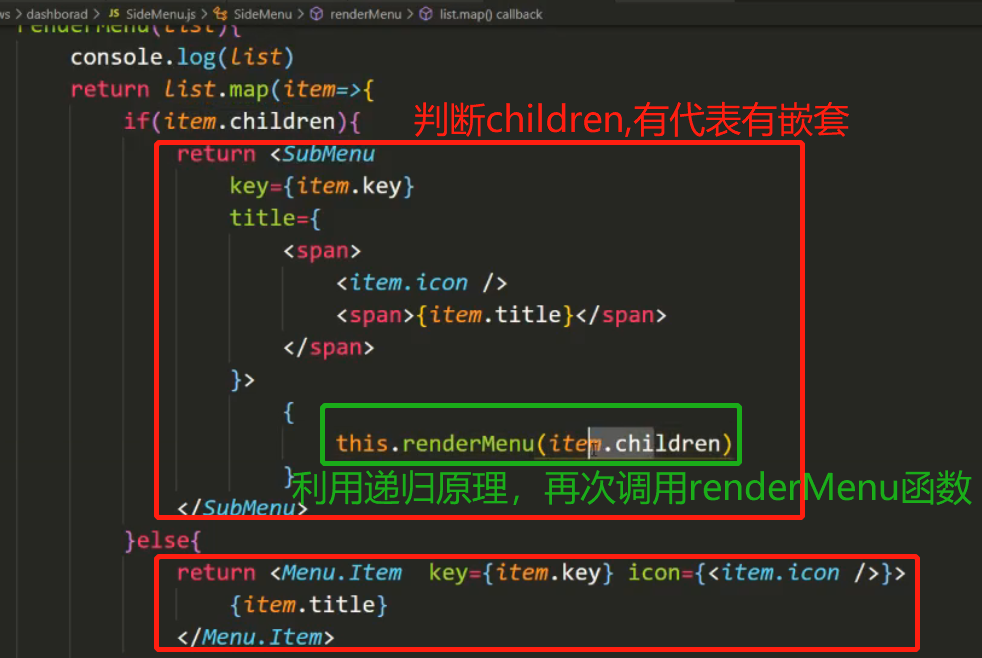 ws > dashborad > JS SideMenu.js > SideMenu > renderMenu > list.map() callback
renderMenu(list){
console.log(list)
return list.map(item=>{
if(item.children){
判断children,有代表有嵌套
return <SubMenu
key={item.key}
title={
<span>
<item.icon />
<span>{item.title}</span>
</span>
}>
{
this.renderMenu(item.children)
}
利用递归原理，再次调用renderMenu函数
</SubMenu>
}else{
return <Menu.Item key={item.key} icon={<item.icon />}>
{item.title}
</Menu.Item>